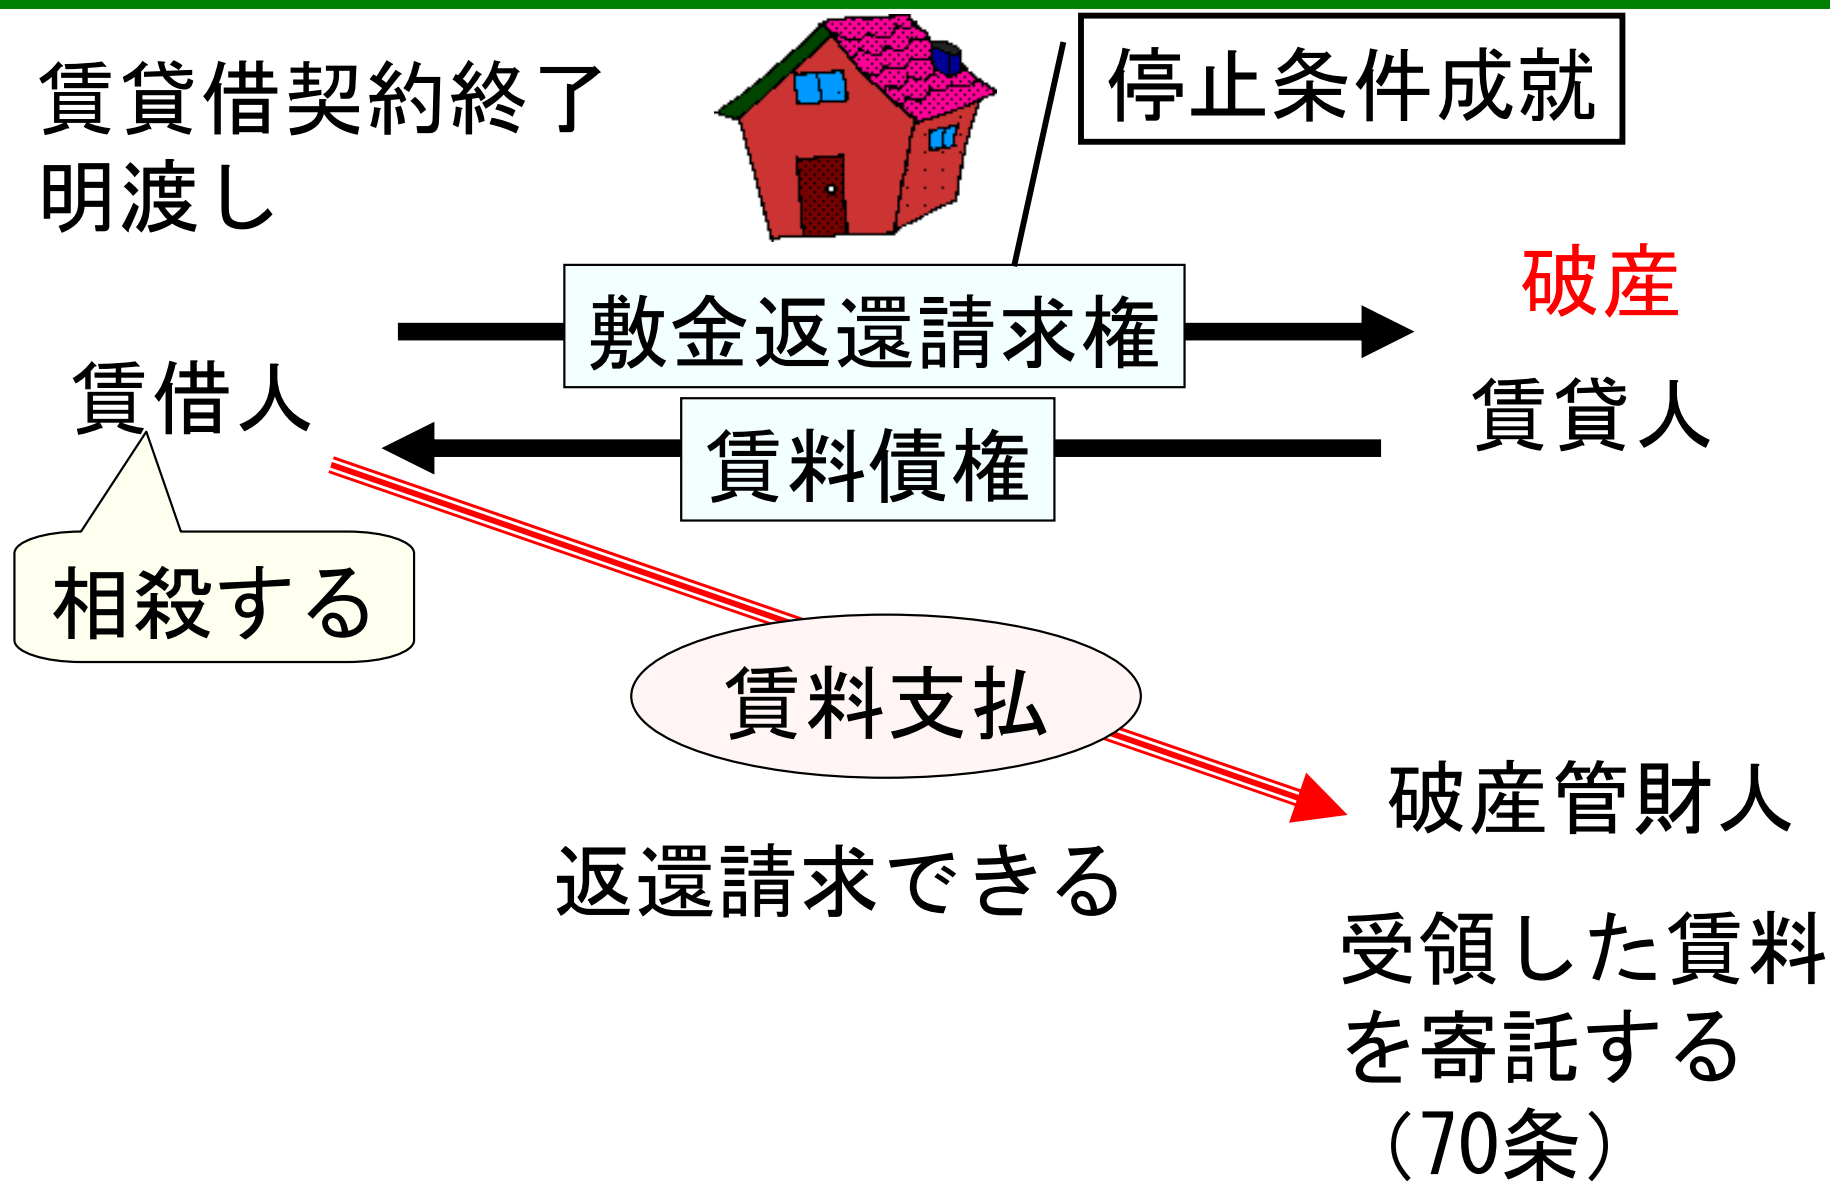 賃貸借契約終了
明渡し
停止条件成就
破産
敷金返還請求権
賃借人
賃貸人
賃料債権
相殺する
賃料支払
破産管財人
返還請求できる
受領した賃料
を寄託する
(70条)